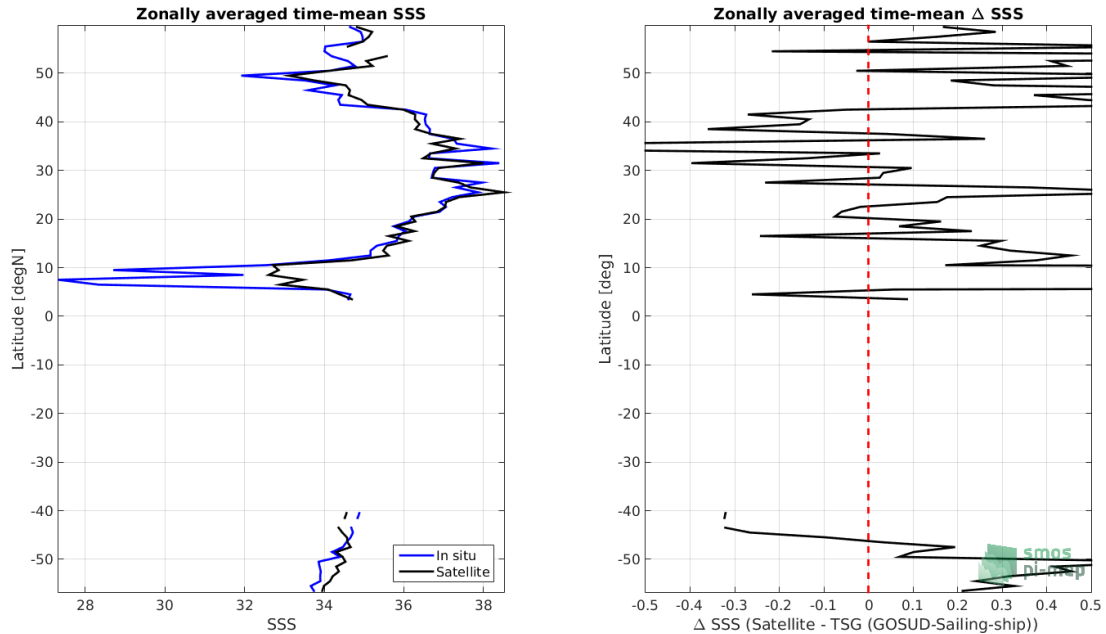 Zonally averaged time-mean SSS
50
40
30
20
10
0
-10
-20
-30
-40
-50
Latitude [degN]
In situ
Satellite
28 30 32 34 36 38
SSS
Zonally averaged time-mean Δ SSS
50
40
30
20
10
0
-10
-20
-30
-40
-50
Latitude [deg]
smos
pi-mep
-0.5 -0.4 -0.3 -0.2 -0.1 0 0.1 0.2 0.3 0.4 0.5
Δ SSS (Satellite - TSG (GOSUD-Sailing-ship))